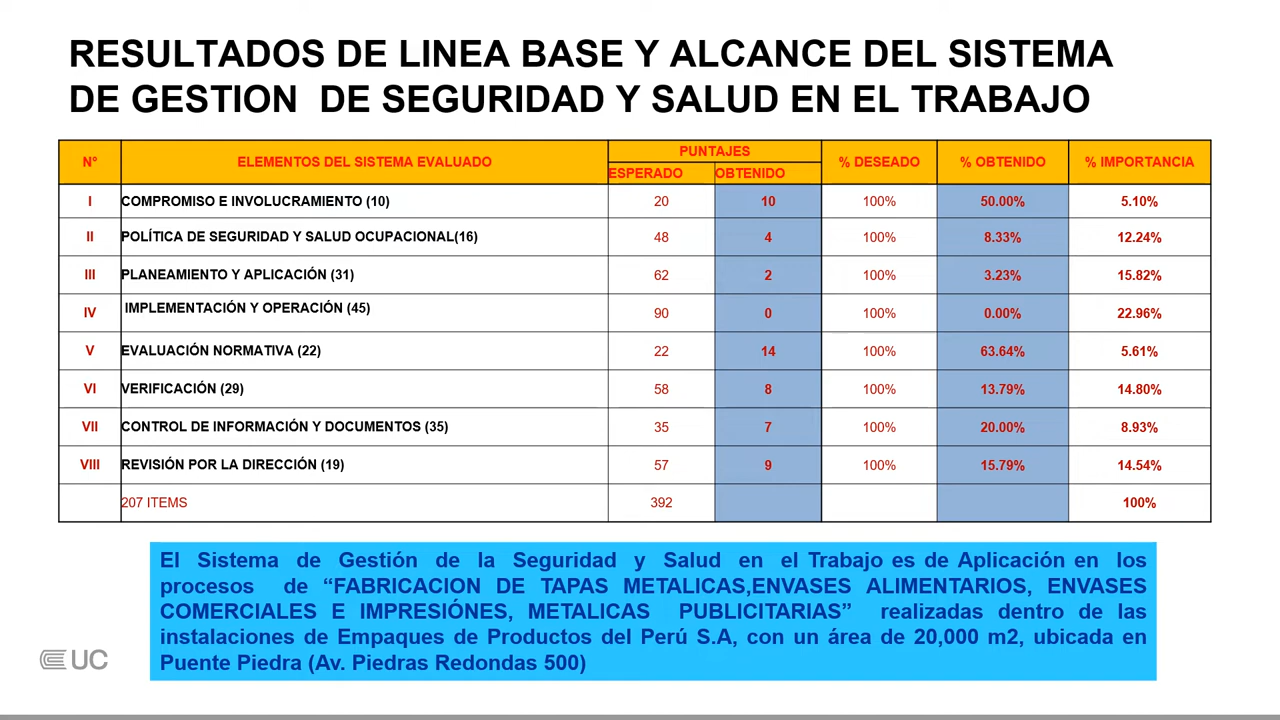 RESULTADOS DE LINEA BASE Y ALCANCE DEL SISTEMA
DE GESTION DE SEGURIDAD Y SALUD EN EL TRABAJO
N° ELEMENTOS DEL SISTEMA EVALUADO PUNTAJES % DESEADO % OBTENIDO % IMPORTANCIA
ESPERADO OBTENIDO
I COMPROMISO E INVOLUCRAMIENTO (10) 20 10 100% 50.00% 5.10%
II POLÍTICA DE SEGURIDAD Y SALUD OCUPACIONAL(16) 48 4 100% 8.33% 12.24%
III PLANEAMIENTO Y APLICACIÓN (31) 62 2 100% 3.23% 15.82%
IV IMPLEMENTACIÓN Y OPERACIÓN (45) 90 0 100% 0.00% 22.96%
V EVALUACIÓN NORMATIVA (22) 22 14 100% 63.64% 5.61%
VI VERIFICACIÓN (29) 58 8 100% 13.79% 14.80%
VII CONTROL DE INFORMACIÓN Y DOCUMENTOS (35) 35 7 100% 20.00% 8.93%
VIII REVISIÓN POR LA DIRECCIÓN (19) 57 9 100% 15.79% 14.54%
207 ITEMS 392 100%
El Sistema de Gestión de la Seguridad y Salud en el Trabajo es de Aplicación en los
procesos de “FABRICACION DE TAPAS METALICAS,ENVASES ALIMENTARIOS, ENVASES
COMERCIALES E IMPRESIÓNES, METALICAS PUBLICITARIAS” realizadas dentro de las
instalaciones de Empaques de Productos del Perú S.A, con un área de 20,000 m2, ubicada en
Puente Piedra (Av. Piedras Redondas 500)
UC